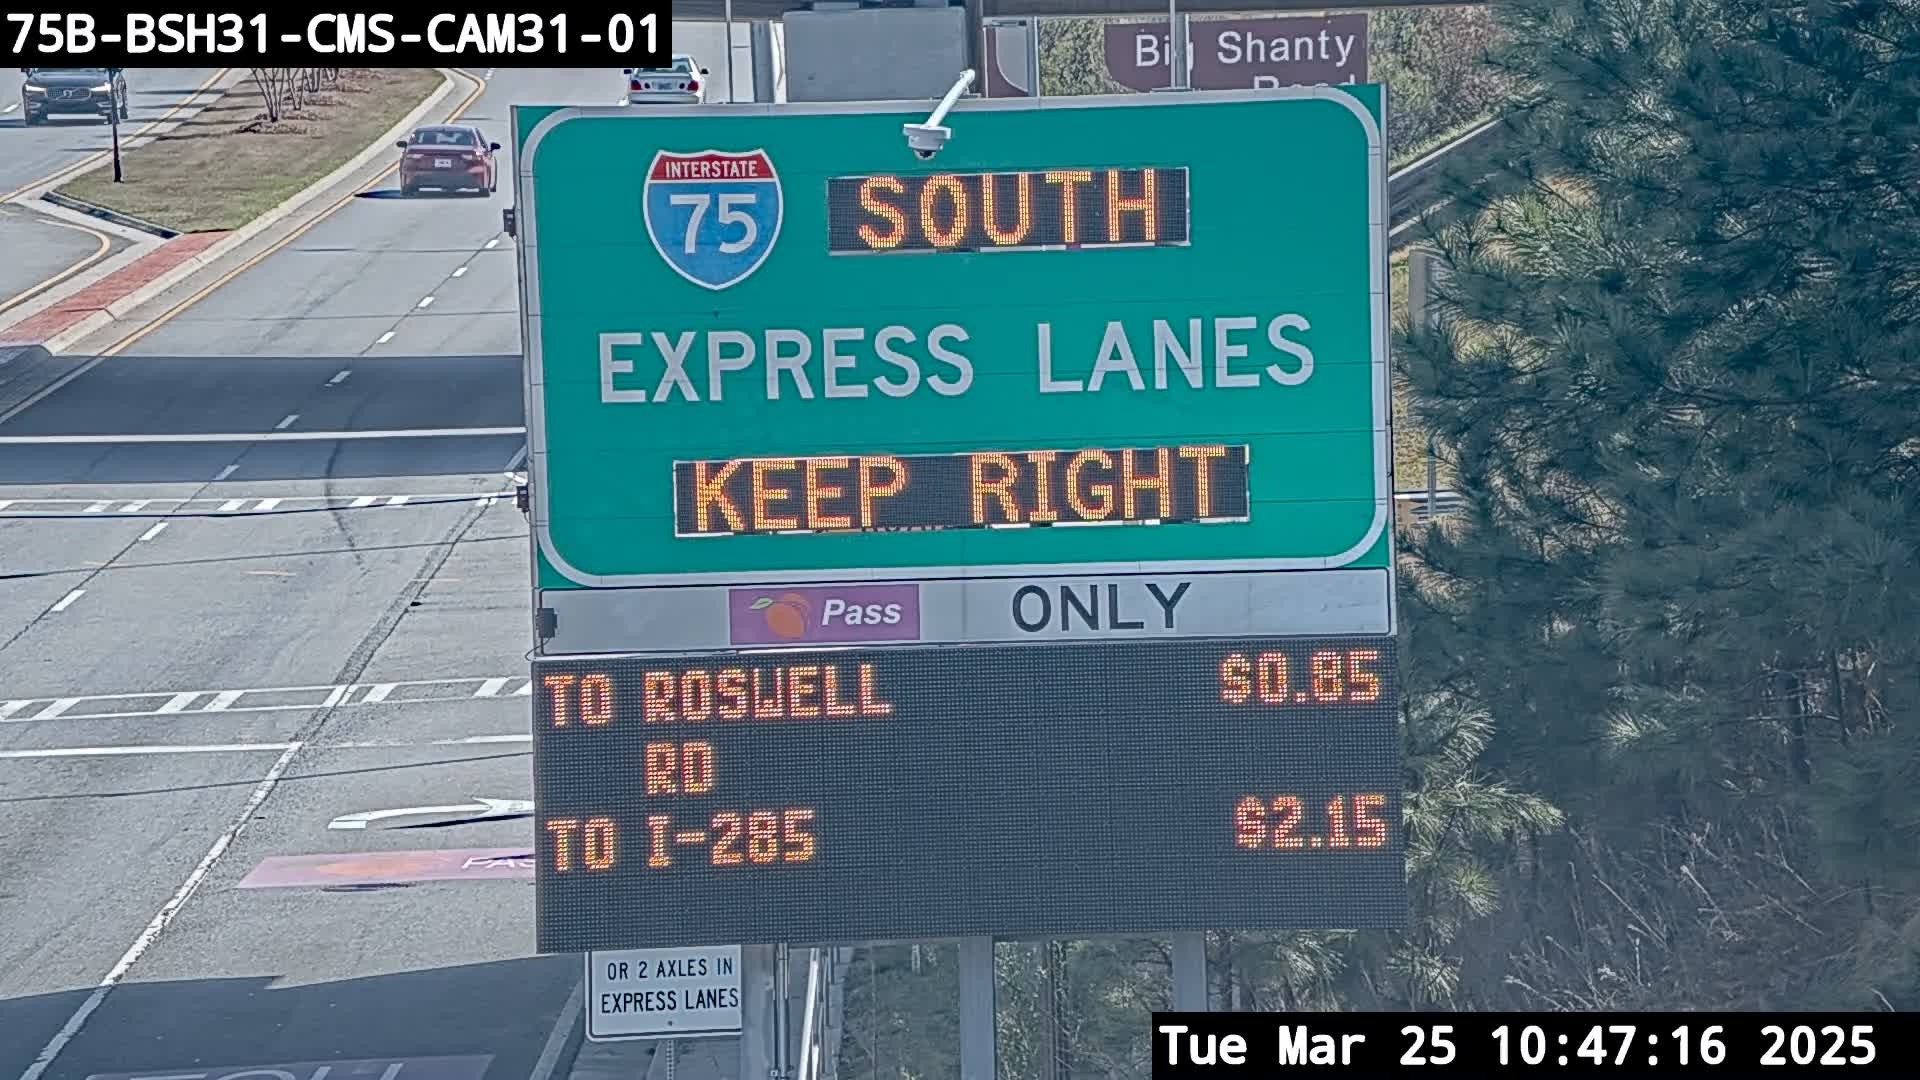 75B-BSH31-CMS-CAM31-01
Big Shanty
INTERSTATE
75
SOUTH
EXPRESS LANES
KEEP RIGHT
Pass ONLY
TO ROSWELL $0.85
RD
TO I-285 $2.15
OR 2 AXLES IN
EXPRESS LANES
Tue Mar 25 10:47:16 2025